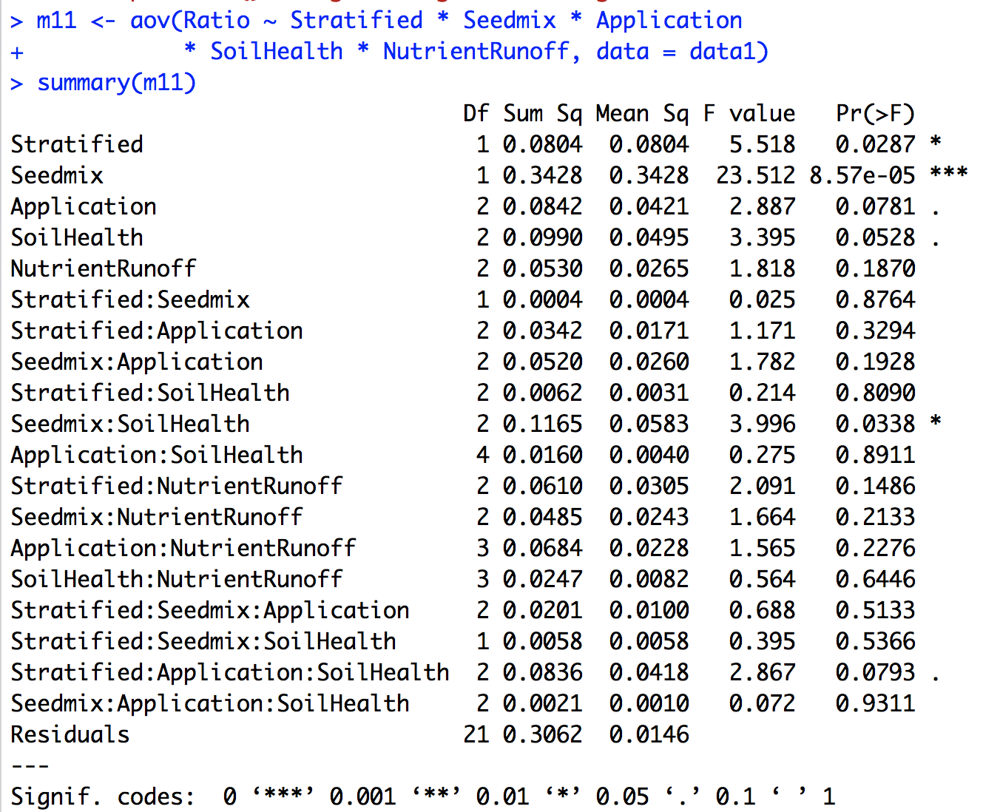 > m11 <- aov(Ratio ~ Stratified * Seedmix * Application
+             * SoilHealth * NutrientRunoff, data = data1)
> summary(m11)
                                  Df Sum Sq Mean Sq F value   Pr(>F)
Stratified                         1 0.0804  0.0804   5.518   0.0287 *
Seedmix                            1 0.3428  0.3428  23.512 8.57e-05 ***
Application                        2 0.0842  0.0421   2.887   0.0781 .
SoilHealth                         2 0.0990  0.0495   3.395   0.0528 .
NutrientRunoff                     2 0.0530  0.0265   1.818   0.1870
Stratified:Seedmix                 1 0.0004  0.0004   0.025   0.8764
Stratified:Application             2 0.0342  0.0171   1.171   0.3294
Seedmix:Application                2 0.0520  0.0260   1.782   0.1928
Stratified:SoilHealth              2 0.0062  0.0031   0.214   0.8090
Seedmix:SoilHealth                 2 0.1165  0.0583   3.996   0.0338 *
Application:SoilHealth             4 0.0160  0.0040   0.275   0.8911
Stratified:NutrientRunoff          2 0.0610  0.0305   2.091   0.1486
Seedmix:NutrientRunoff             2 0.0485  0.0243   1.664   0.2133
Application:NutrientRunoff         3 0.0684  0.0228   1.565   0.2276
SoilHealth:NutrientRunoff          3 0.0247  0.0082   0.564   0.6446
Stratified:Seedmix:Application     2 0.0201  0.0100   0.688   0.5133
Stratified:Seedmix:SoilHealth      1 0.0058  0.0058   0.395   0.5366
Stratified:Application:SoilHealth  2 0.0836  0.0418   2.867   0.0793 .
Seedmix:Application:SoilHealth     2 0.0021  0.0010   0.072   0.9311
Residuals                         21 0.3062  0.0146
---
Signif. codes:  0 ‘***’ 0.001 ‘**’ 0.01 ‘*’ 0.05 ‘.’ 0.1 ‘ ’ 1